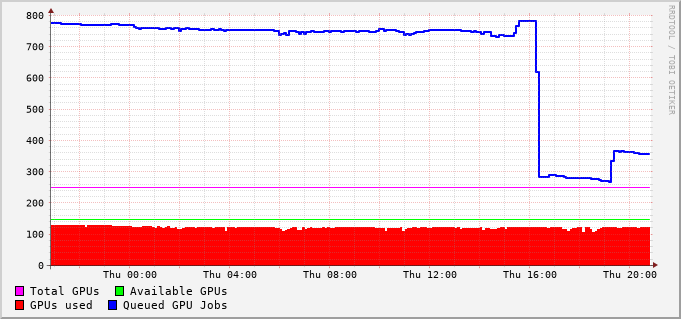 800
700
600
500
400
300
200
100
0
Thu 00:00 Thu 04:00 Thu 08:00 Thu 12:00 Thu 16:00 Thu 20:00
Total GPUs Available GPUs
GPUs used Queued GPU Jobs
RRDTOOL / TOBI OETIKER